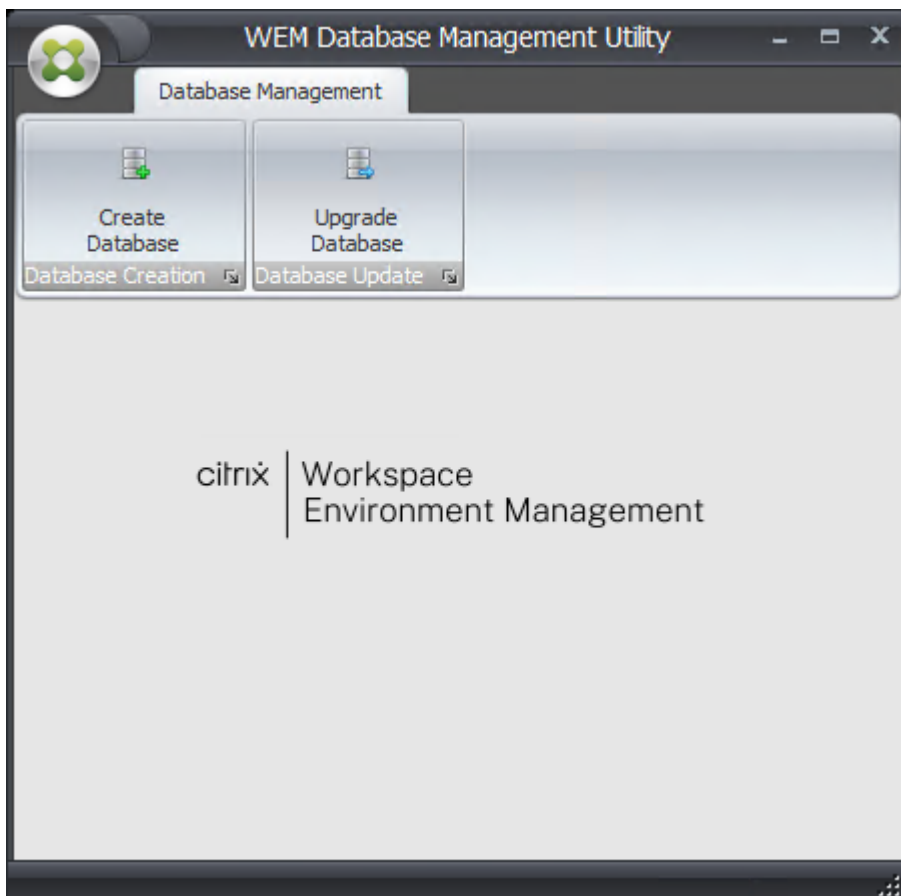 WEM Database Management Utility
Database Management
Create
Database
Upgrade
Database
Database Creation
Database Update
citrix
Workspace
Environment Management